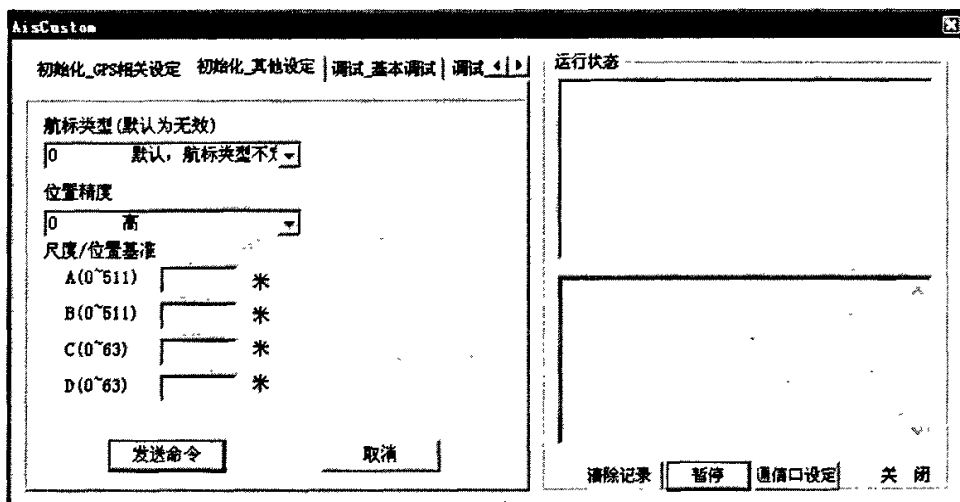 AisCustom
初始化_GPS相关设定 初始化_其他设定 调试_基本调试 调试_
航标类型(默认为无效)
0 默认，航标类型不
位置精度
0 高
尺度/位置基准
A(0~511) 米
B(0~511) 米
C(0~63) 米
D(0~63) 米
发送命令 取消
运行状态
清除记录 暂停 通信口设定 关 闭